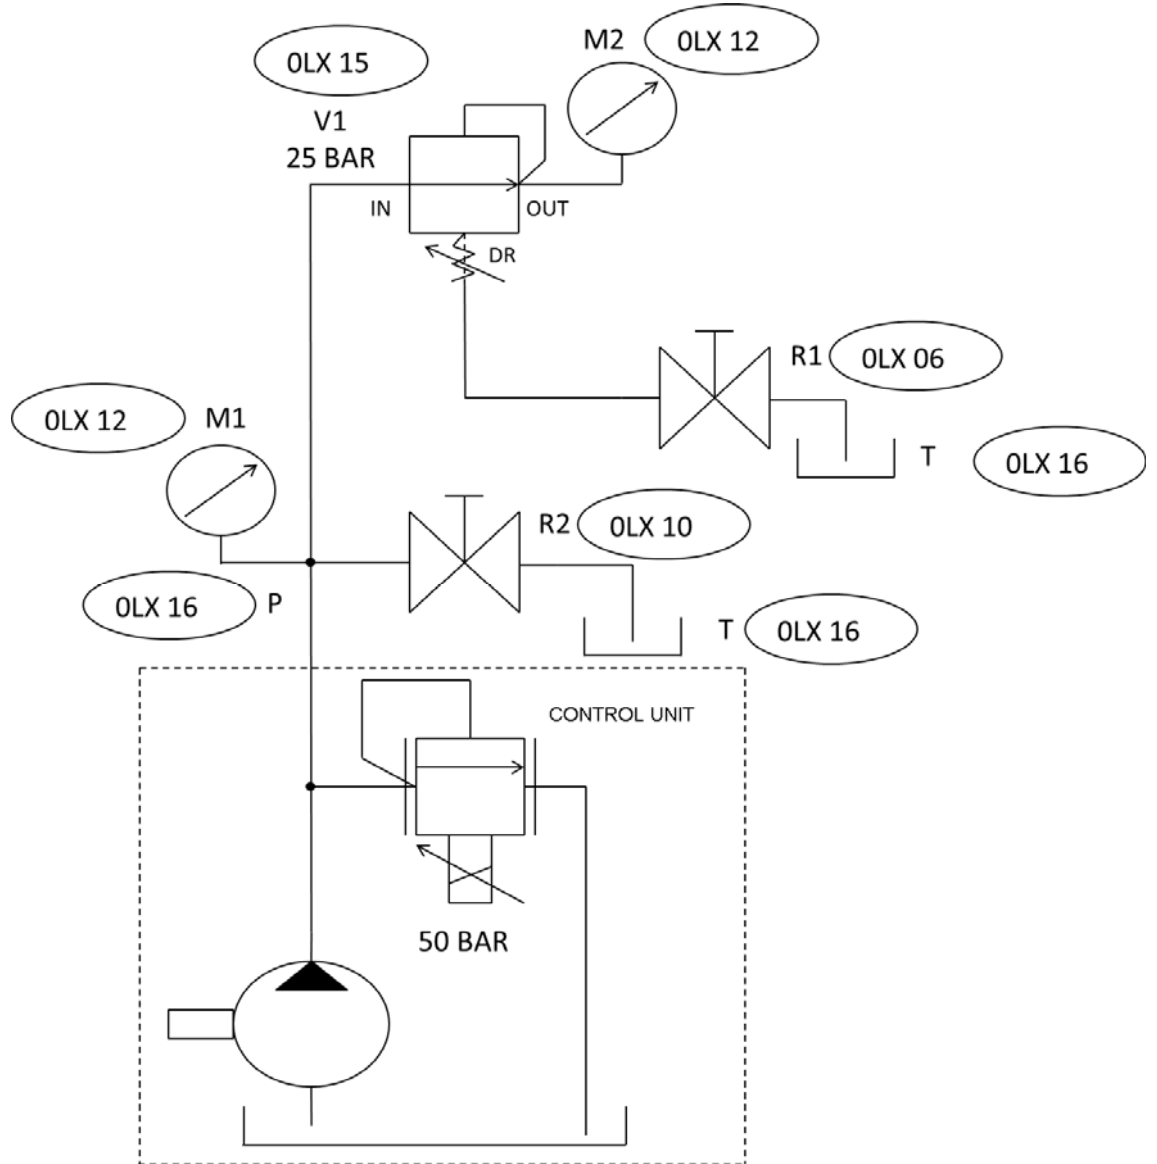 M2
0LX 12
0LX 15
V1
25 BAR
IN
OUT
DR
R1
0LX 06
0LX 12
M1
T
0LX 16
R2
0LX 10
0LX 16
P
T
0LX 16
CONTROL UNIT
50 BAR